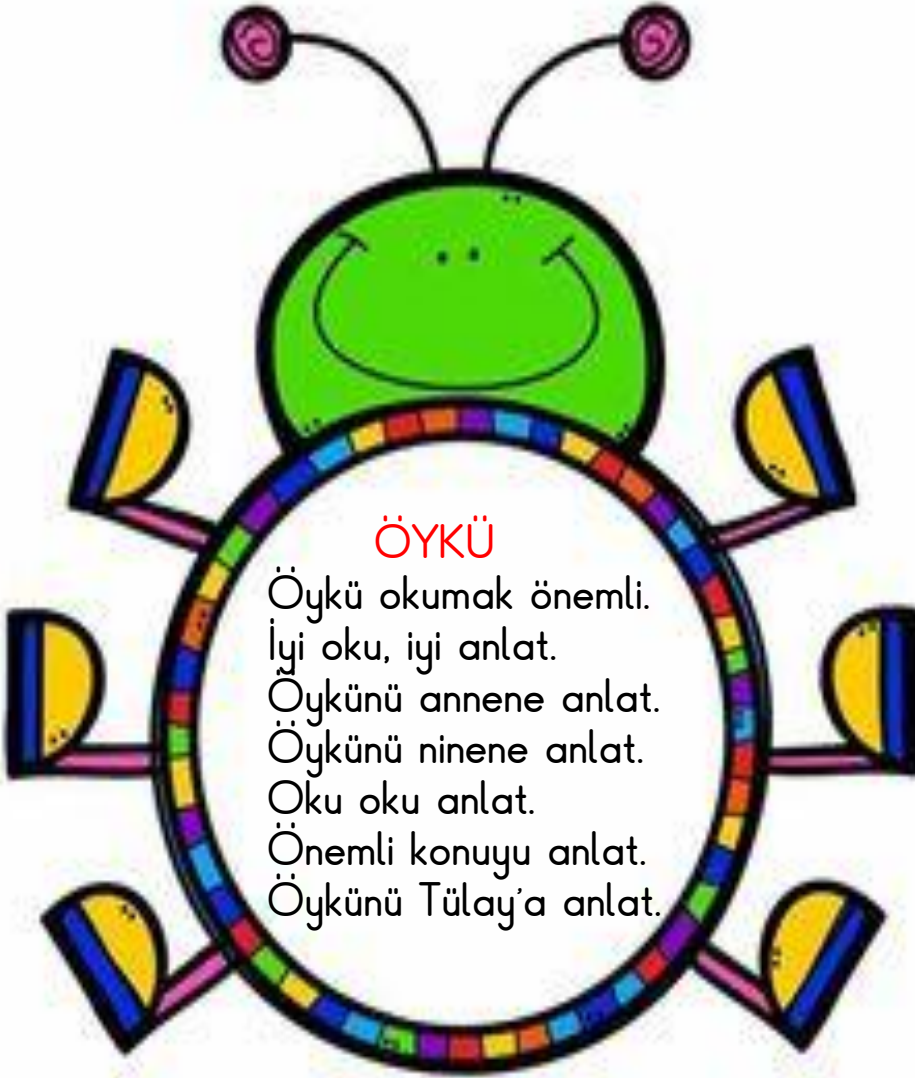 ÖYKÜ
Öykü okumak önemli.
İyi oku, iyi anlat.
Öykünü annene anlat.
Öykünü ninene anlat.
Oku oku anlat.
Önemli konuyu anlat.
Öykünü Tülay'a anlat.